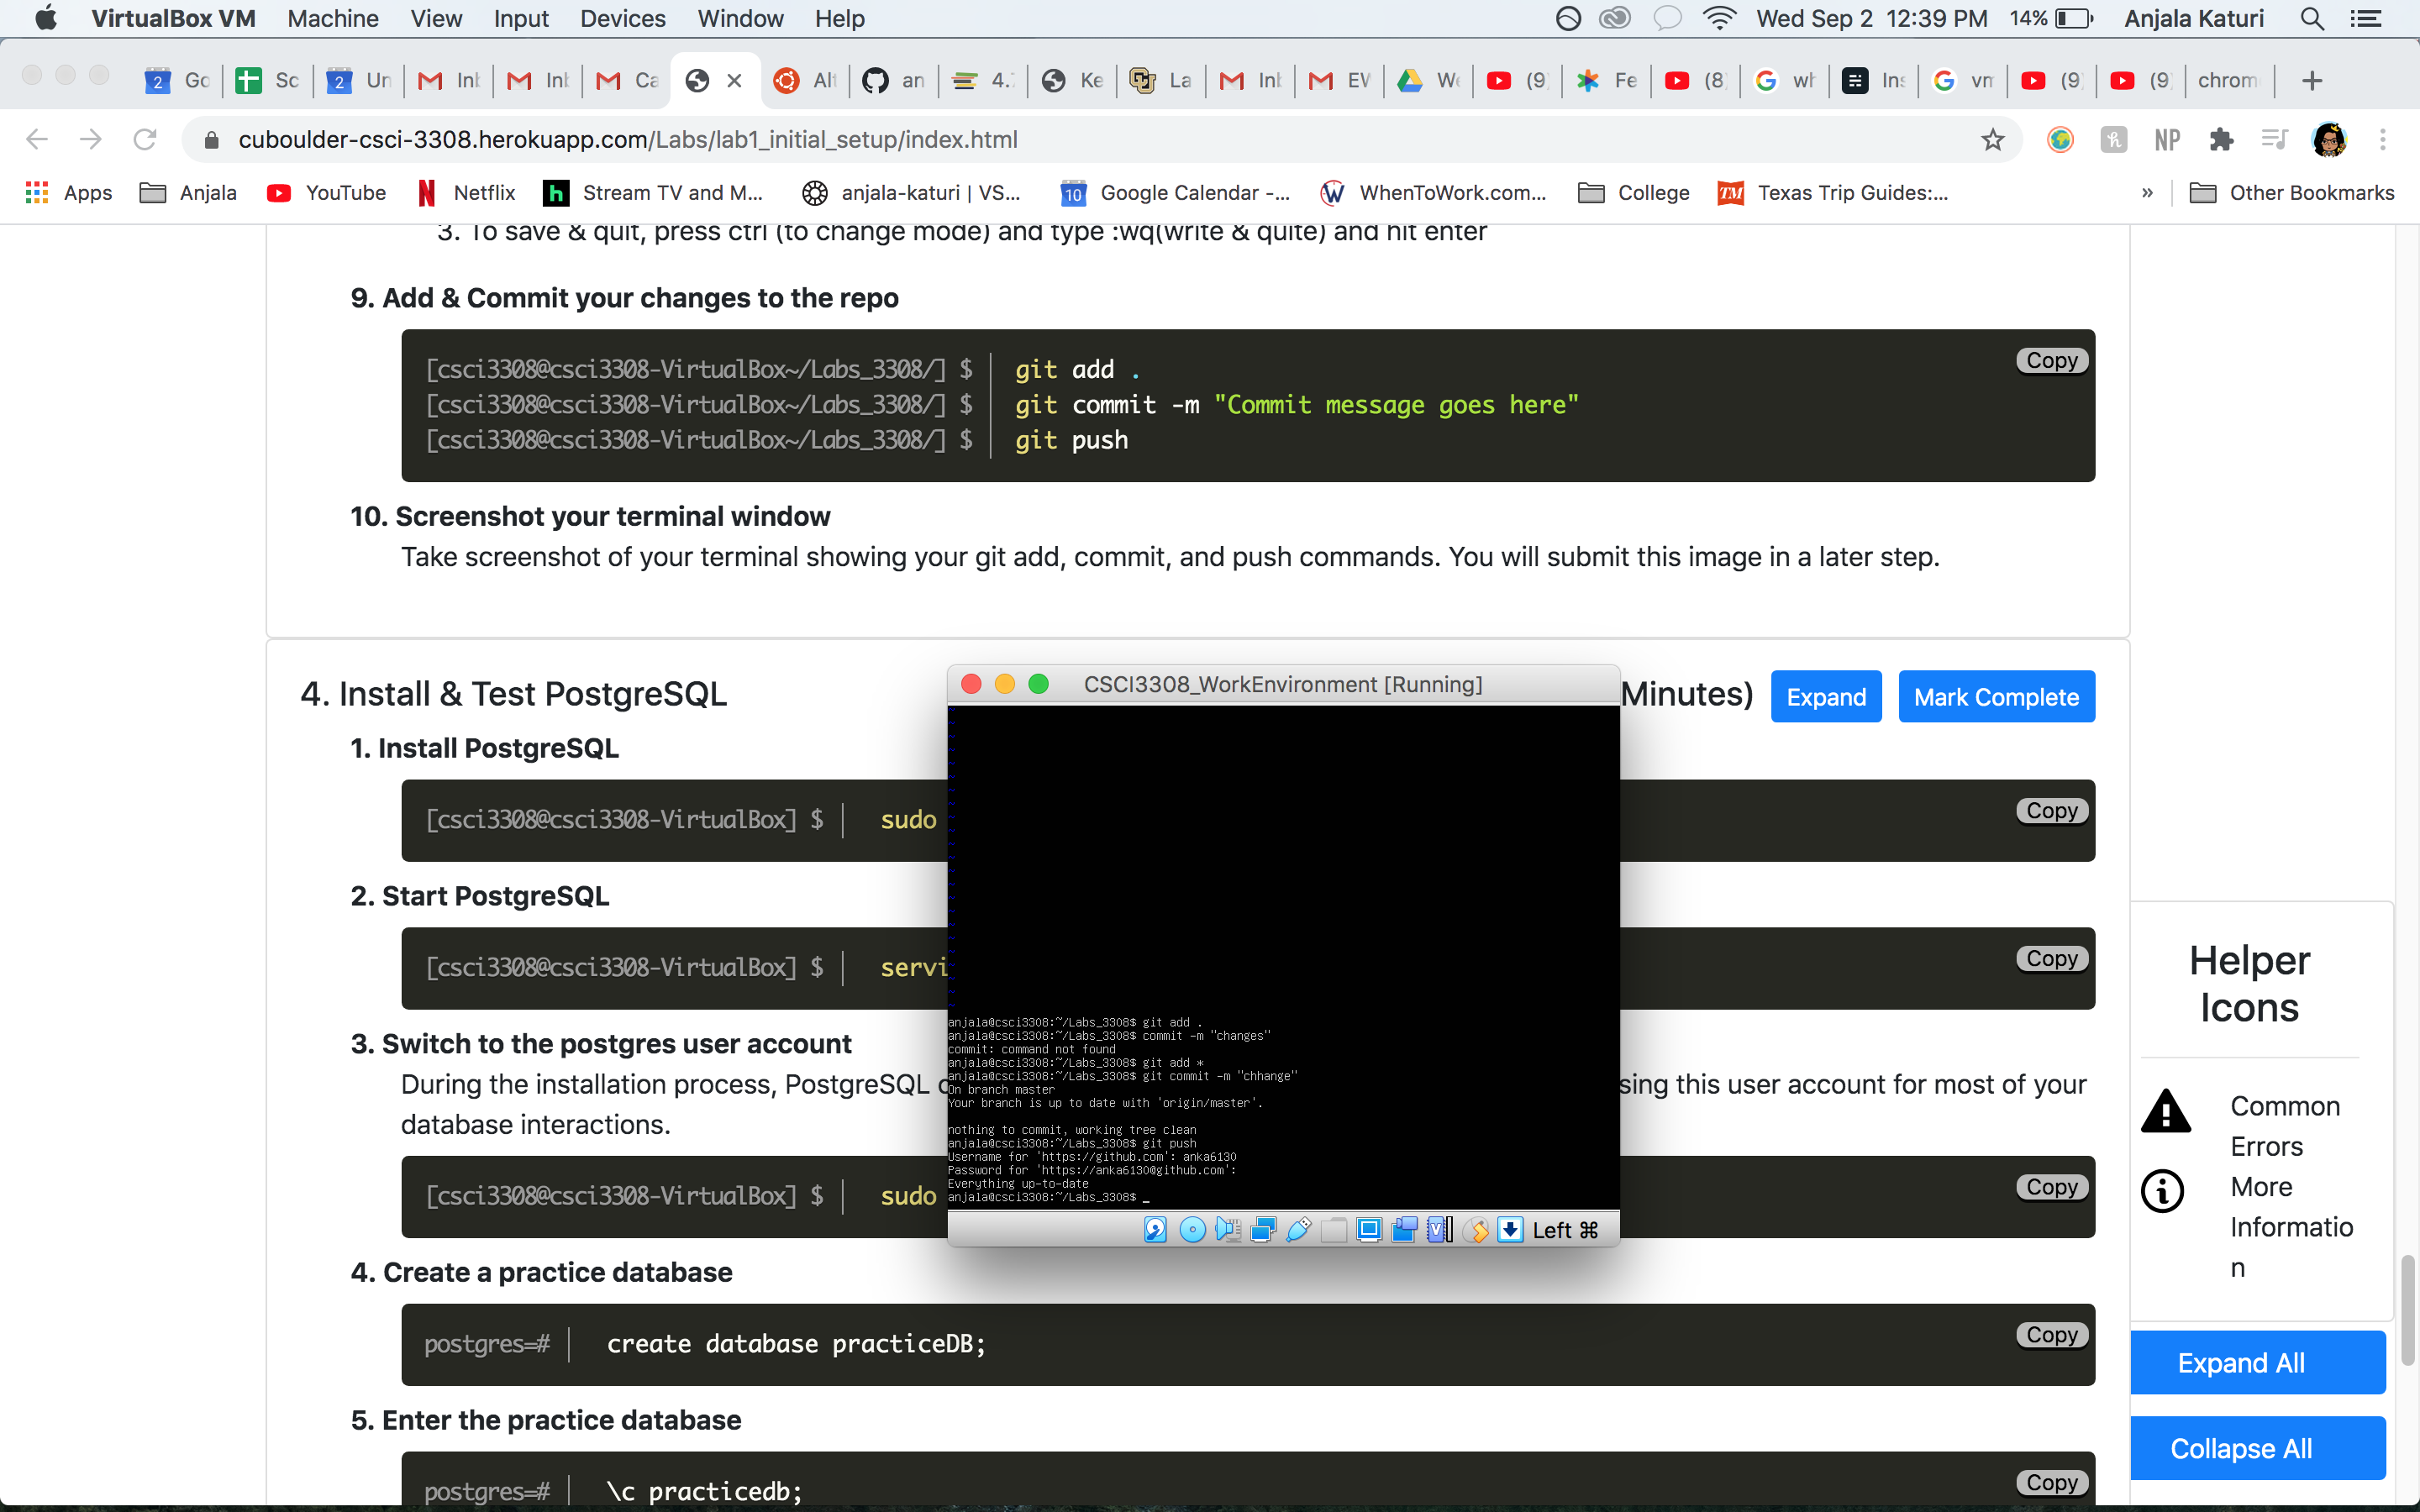 VirtualBox VM Machine View Input Devices Window Help Wed Sep 2 12:39 PM 14% Anjala Katuri
2 Go Sc 2 Un Inb Inb Ca Alt an 4. Ke La Inb EV We (9 Fe (8 wh Ins vm (9 (9 chrom
cuboulder-csci-3308.herokuapp.com/Labs/lab1_initial_setup/index.html NP
Apps Anjala YouTube Netflix Stream TV and M... anjala-katuri | VS... 10 Google Calendar -... WhenToWork.com... College TM Texas Trip Guides:... » Other Bookmarks
3. To save & quit, press ctrl (to change mode) and type :wq(write & quite) and hit enter
9. Add & Commit your changes to the repo
[csci3308@csci3308-VirtualBox~/Labs_3308/] $ git add .
[csci3308@csci3308-VirtualBox~/Labs_3308/] $ git commit -m "Commit message goes here"
[csci3308@csci3308-VirtualBox~/Labs_3308/] $ git push
Copy
10. Screenshot your terminal window
Take screenshot of your terminal showing your git add, commit, and push commands. You will submit this image in a later step.
4. Install & Test PostgreSQL Minutes) Expand Mark Complete
1. Install PostgreSQL
[csci3308@csci3308-VirtualBox] $ sudo Copy
2. Start PostgreSQL
[csci3308@csci3308-VirtualBox] $ servi Copy
3. Switch to the postgres user account
During the installation process, PostgreSQL sing this user account for most of your
database interactions.
[csci3308@csci3308-VirtualBox] $ sudo Copy
4. Create a practice database
postgres=# create database practiceDB; Copy
5. Enter the practice database
postgres=# \c practicedb; Copy
CSCI3308_WorkEnvironment [Running]
anjala@csci3308:~/Labs_3308$ git add .
anjala@csci3308:~/Labs_3308$ commit -m "changes"
commit: command not found
anjala@csci3308:~/Labs_3308$ git add *
anjala@csci3308:~/Labs_3308$ git commit -m "chhange"
On branch master
Your branch is up to date with 'origin/master'.
nothing to commit, working tree clean
anjala@csci3308:~/Labs_3308$ git push
Username for 'https://github.com': anka6130
Password for 'https://anka6130@github.com':
Everything up-to-date
anjala@csci3308:~/Labs_3308$ _
Left ⌘
Helper
Icons
Common
Errors
More
Informatio
n
Expand All
Collapse All